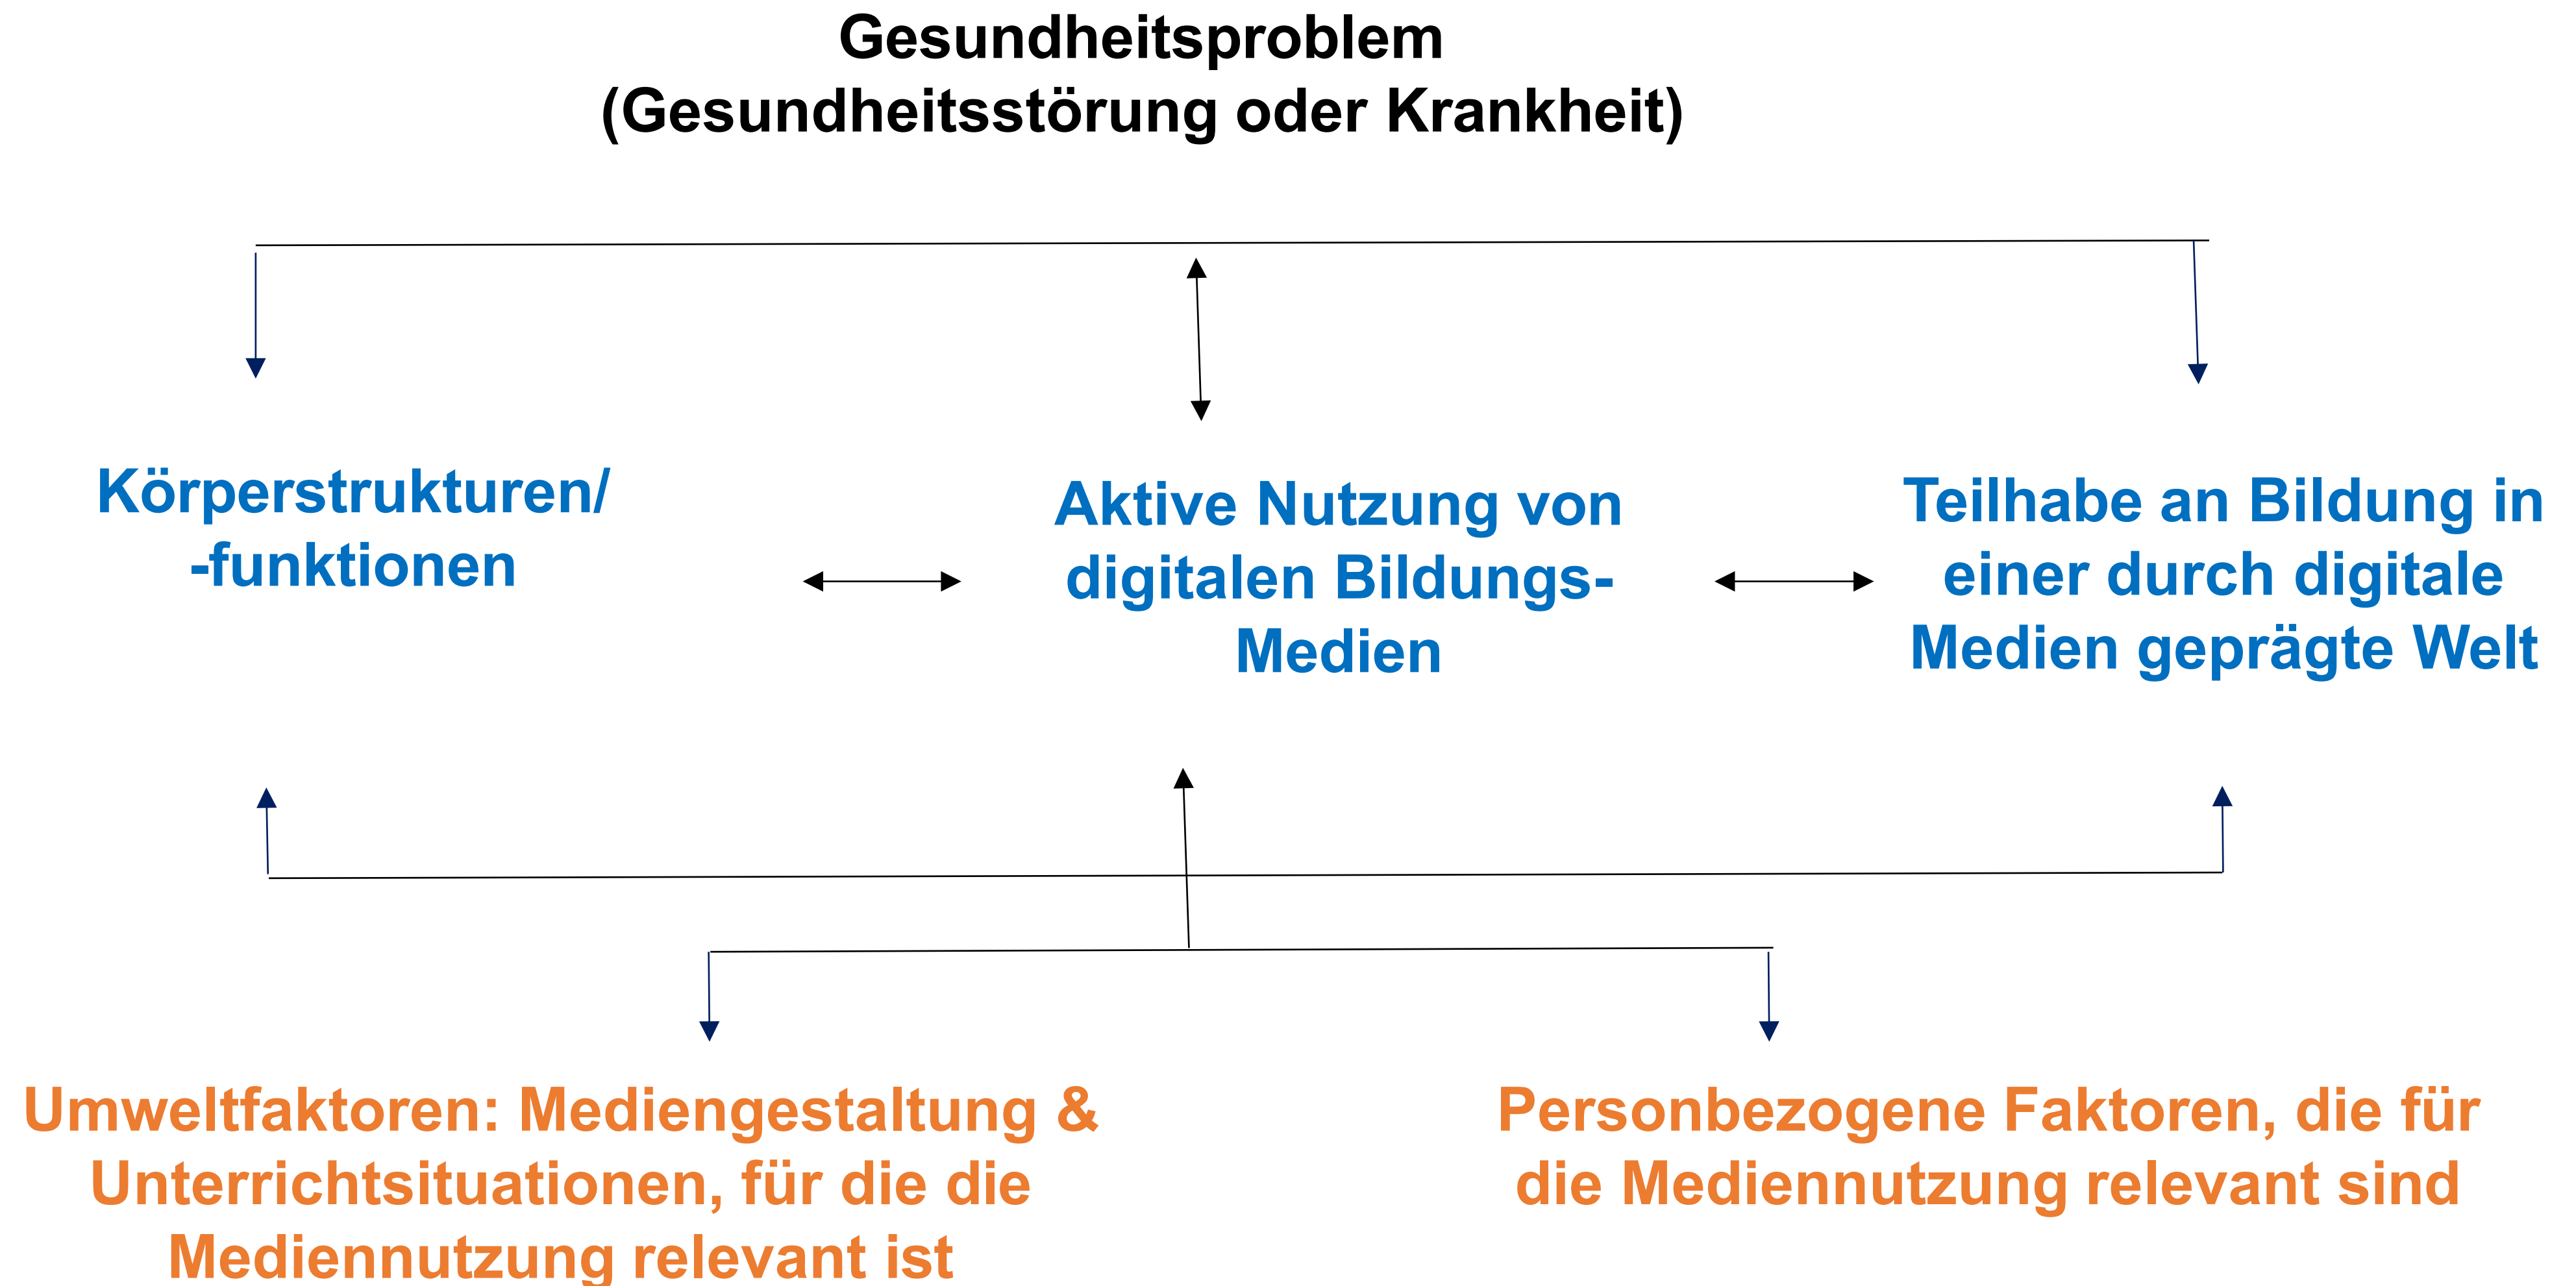 Gesundheitsproblem
(Gesundheitsstörung oder Krankheit)
Körperstrukturen/
-funktionen
Aktive Nutzung von
digitalen Bildungs-
Medien
Teilhabe an Bildung in
einer durch digitale
Medien geprägte Welt
Umweltfaktoren: Mediengestaltung &
Unterrichtsituationen, für die die
Mediennutzung relevant ist
Personbezogene Faktoren, die für
die Mediennutzung relevant sind